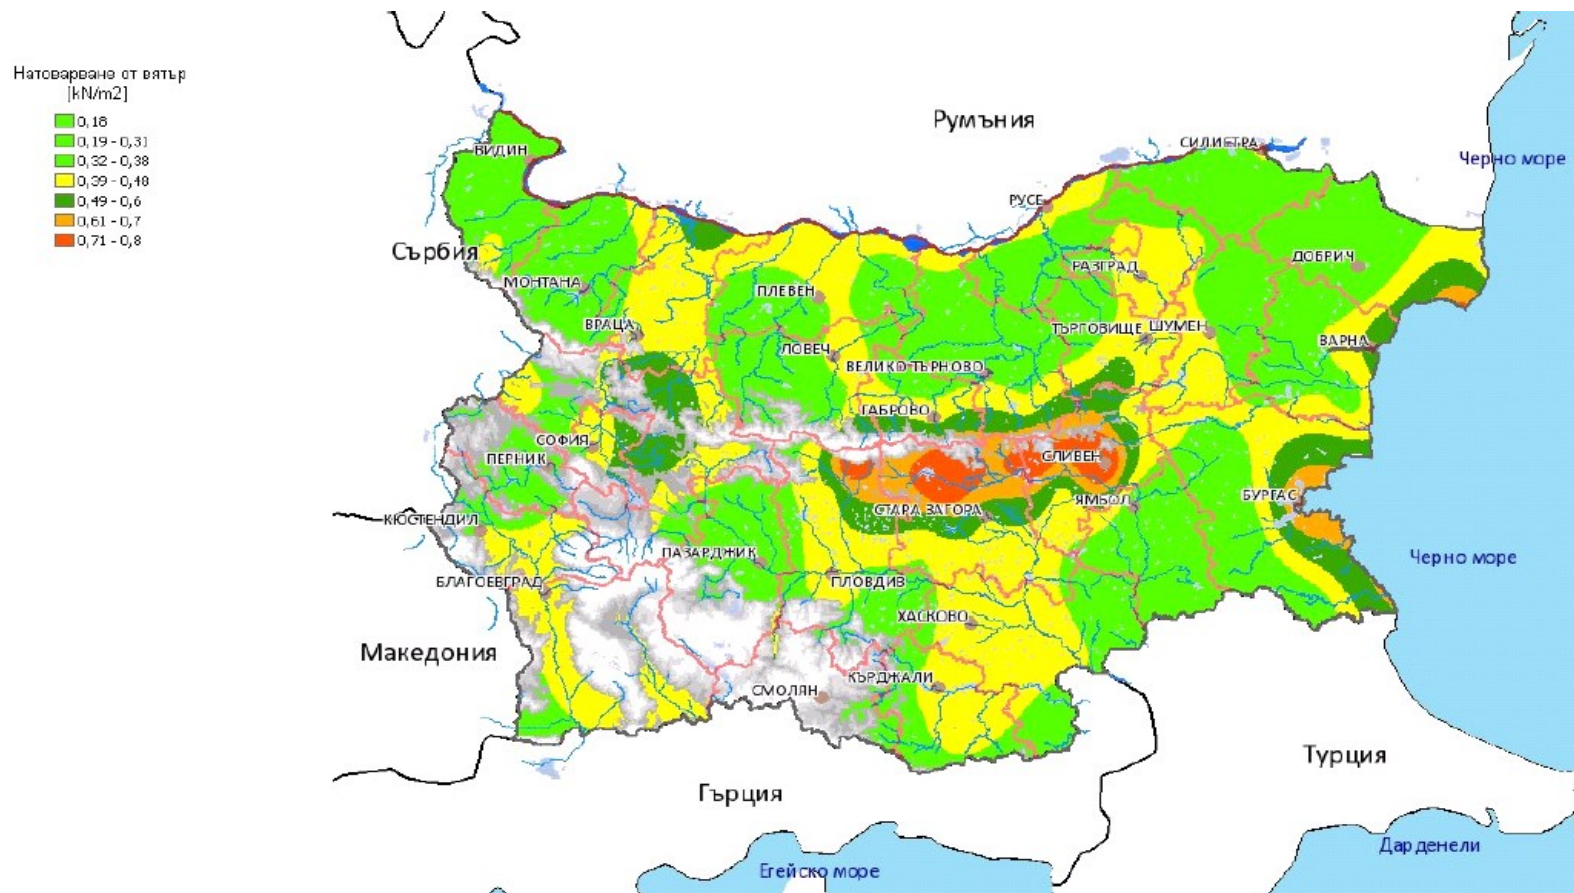 Натоварване от вятър
[kN/m2]
0,18
0,19 - 0,31
0,32 - 0,38
0,39 - 0,48
0,49 - 0,6
0,61 - 0,7
0,71 - 0,8
Румъния
Черно море
СИЛИСТРА
ВИДИН
РУСЕ
Сърбия
ДОБРИЧ
РАЗГРАД
МОНТАНА
ПЛЕВЕН
ВРАЦА
ТЪРГОВИЩЕ
ШУМЕН
ВАРНА
ЛОВЕЧ
ВЕЛИКО ТЪРНОВО
ГАБРОВО
СОФИЯ
ПЕРНИК
СЛИВЕН
БУРГАС
ЯМБОЛ
СТАРА ЗАГОРА
КЮСТЕНДИЛ
ПАЗАРДЖИК
Черно море
БЛАГОЕВГРАД
ПЛОВДИВ
ХАСКОВО
Македония
КЪРДЖАЛИ
СМОЛЯН
Турция
Гърция
Дарданели
Егейско море